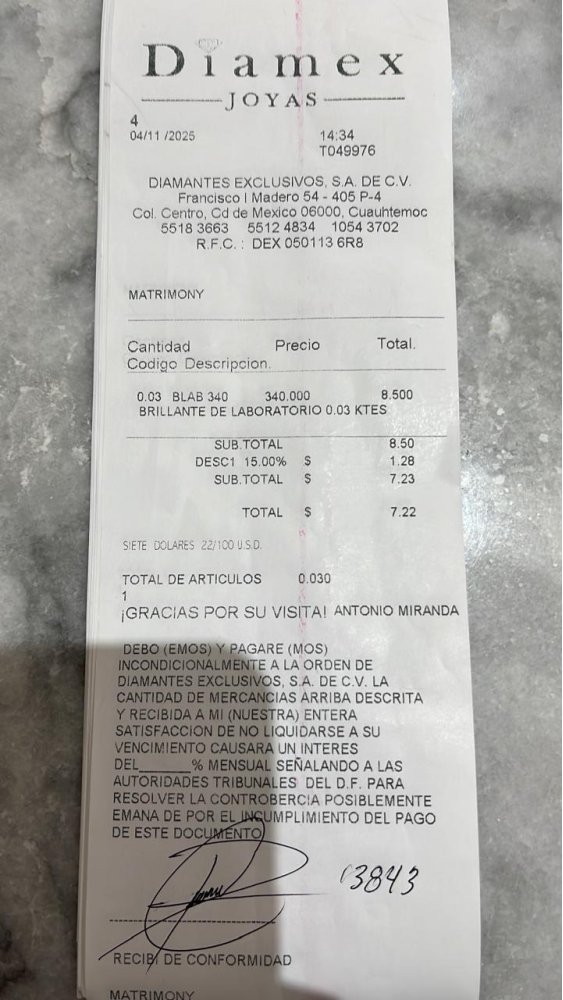 Diamex
JOYAS
4
04/11 /2025 14:34
T049976
DIAMANTES EXCLUSIVOS, S.A. DE C.V.
Francisco I Madero 54 - 405 P-4
Col. Centro, Cd de Mexico 06000, Cuauhtemoc
5518 3663 5512 4834 1054 3702
R.F.C. : DEX 050113 6R8
MATRIMONY
Cantidad Precio Total.
Codigo Descripcion.
0.03 BLAB 340 340.000 8.500
BRILLANTE DE LABORATORIO 0.03 KTES
SUB.TOTAL 8.50
DESC1 15.00% $ 1.28
SUB.TOTAL $ 7.23
TOTAL $ 7.22
SIETE DOLARES 22/100 U.S.D.
TOTAL DE ARTICULOS 0.030
1
¡GRACIAS POR SU VISITA! ANTONIO MIRANDA
DEBO (EMOS) Y PAGARE (MOS)
INCONDICIONALMENTE A LA ORDEN DE
DIAMANTES EXCLUSIVOS, S.A. DE C.V. LA
CANTIDAD DE MERCANCIAS ARRIBA DESCRITA
Y RECIBIDA A MI (NUESTRA) ENTERA
SATISFACCION DE NO LIQUIDARSE A SU
VENCIMIENTO CAUSARA UN INTERES
DEL______% MENSUAL SEÑALANDO A LAS
AUTORIDADES TRIBUNALES DEL D.F. PARA
RESOLVER LA CONTROBERCIA POSIBLEMENTE
EMANA DE POR EL INCUMPLIMIENTO DEL PAGO
DE ESTE DOCUMENTO
13843
RECIBI DE CONFORMIDAD
MATRIMONY